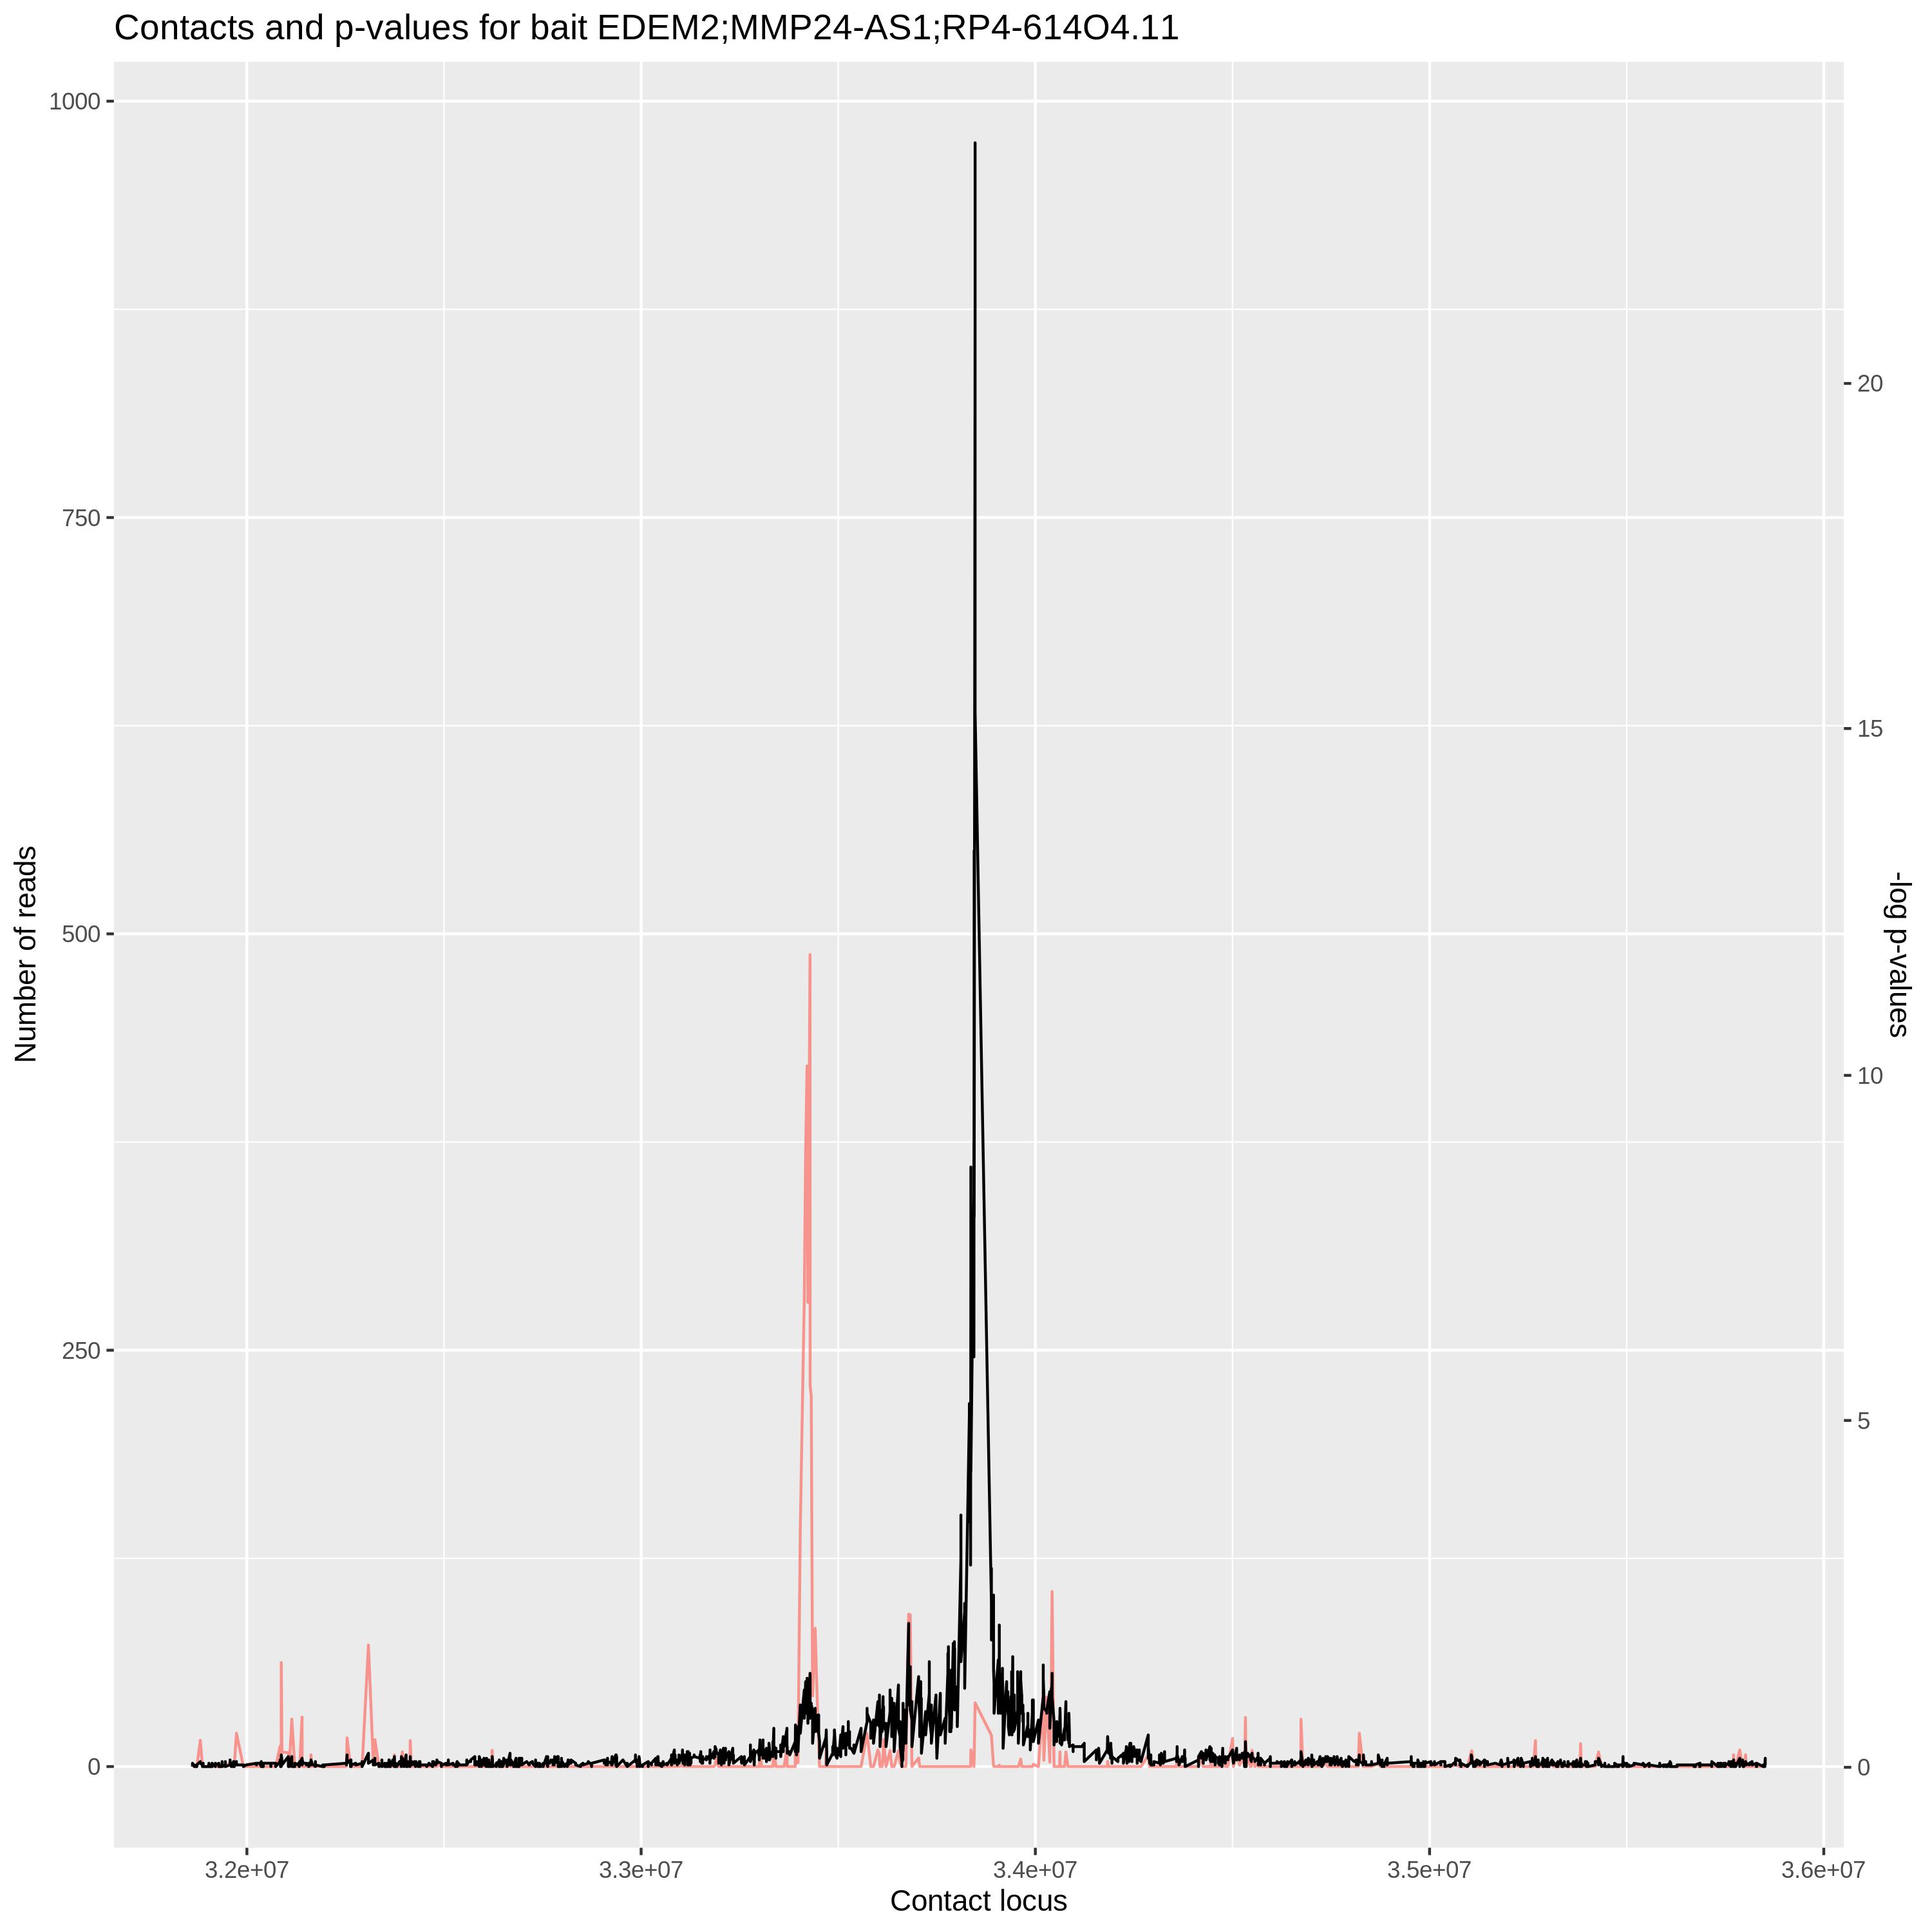 Contacts and p-values for bait EDEM2;MMP24-AS1;RP4-614O4.11
1000
750
500
250
0
Number of reads
20
15
10
5
0
-log p-values
3.2e+07
3.3e+07
3.4e+07
3.5e+07
3.6e+07
Contact locus